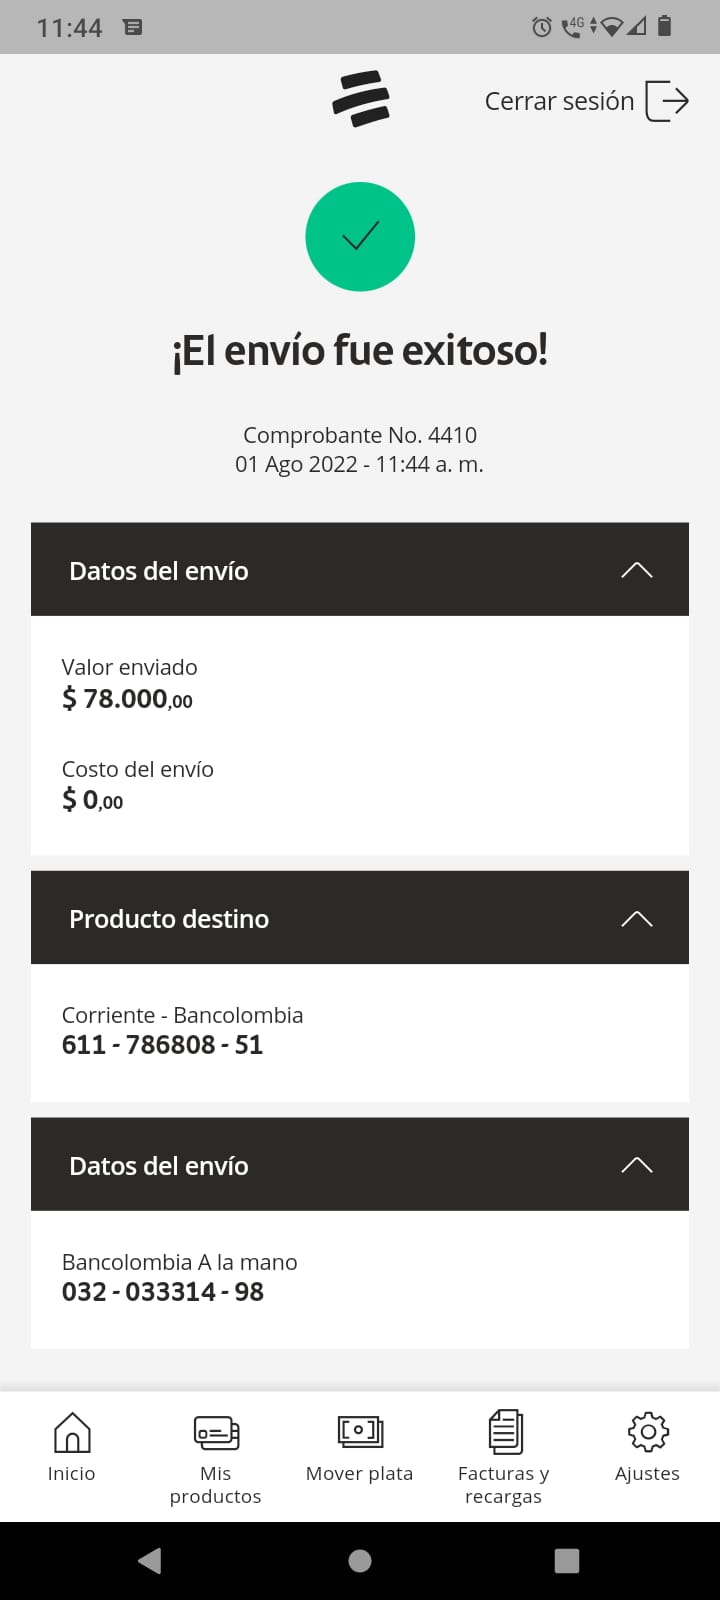 11:44
4G
Cerrar sesión
¡El envío fue exitoso!
Comprobante No. 4410
01 Ago 2022 - 11:44 a. m.
Datos del envío
Valor enviado
$ 78.000,00
Costo del envío
$ 0,00
Producto destino
Corriente - Bancolombia
611 - 786808 - 51
Datos del envío
Bancolombia A la mano
032 - 033314 - 98
Inicio
Mis productos
Mover plata
Facturas y recargas
Ajustes